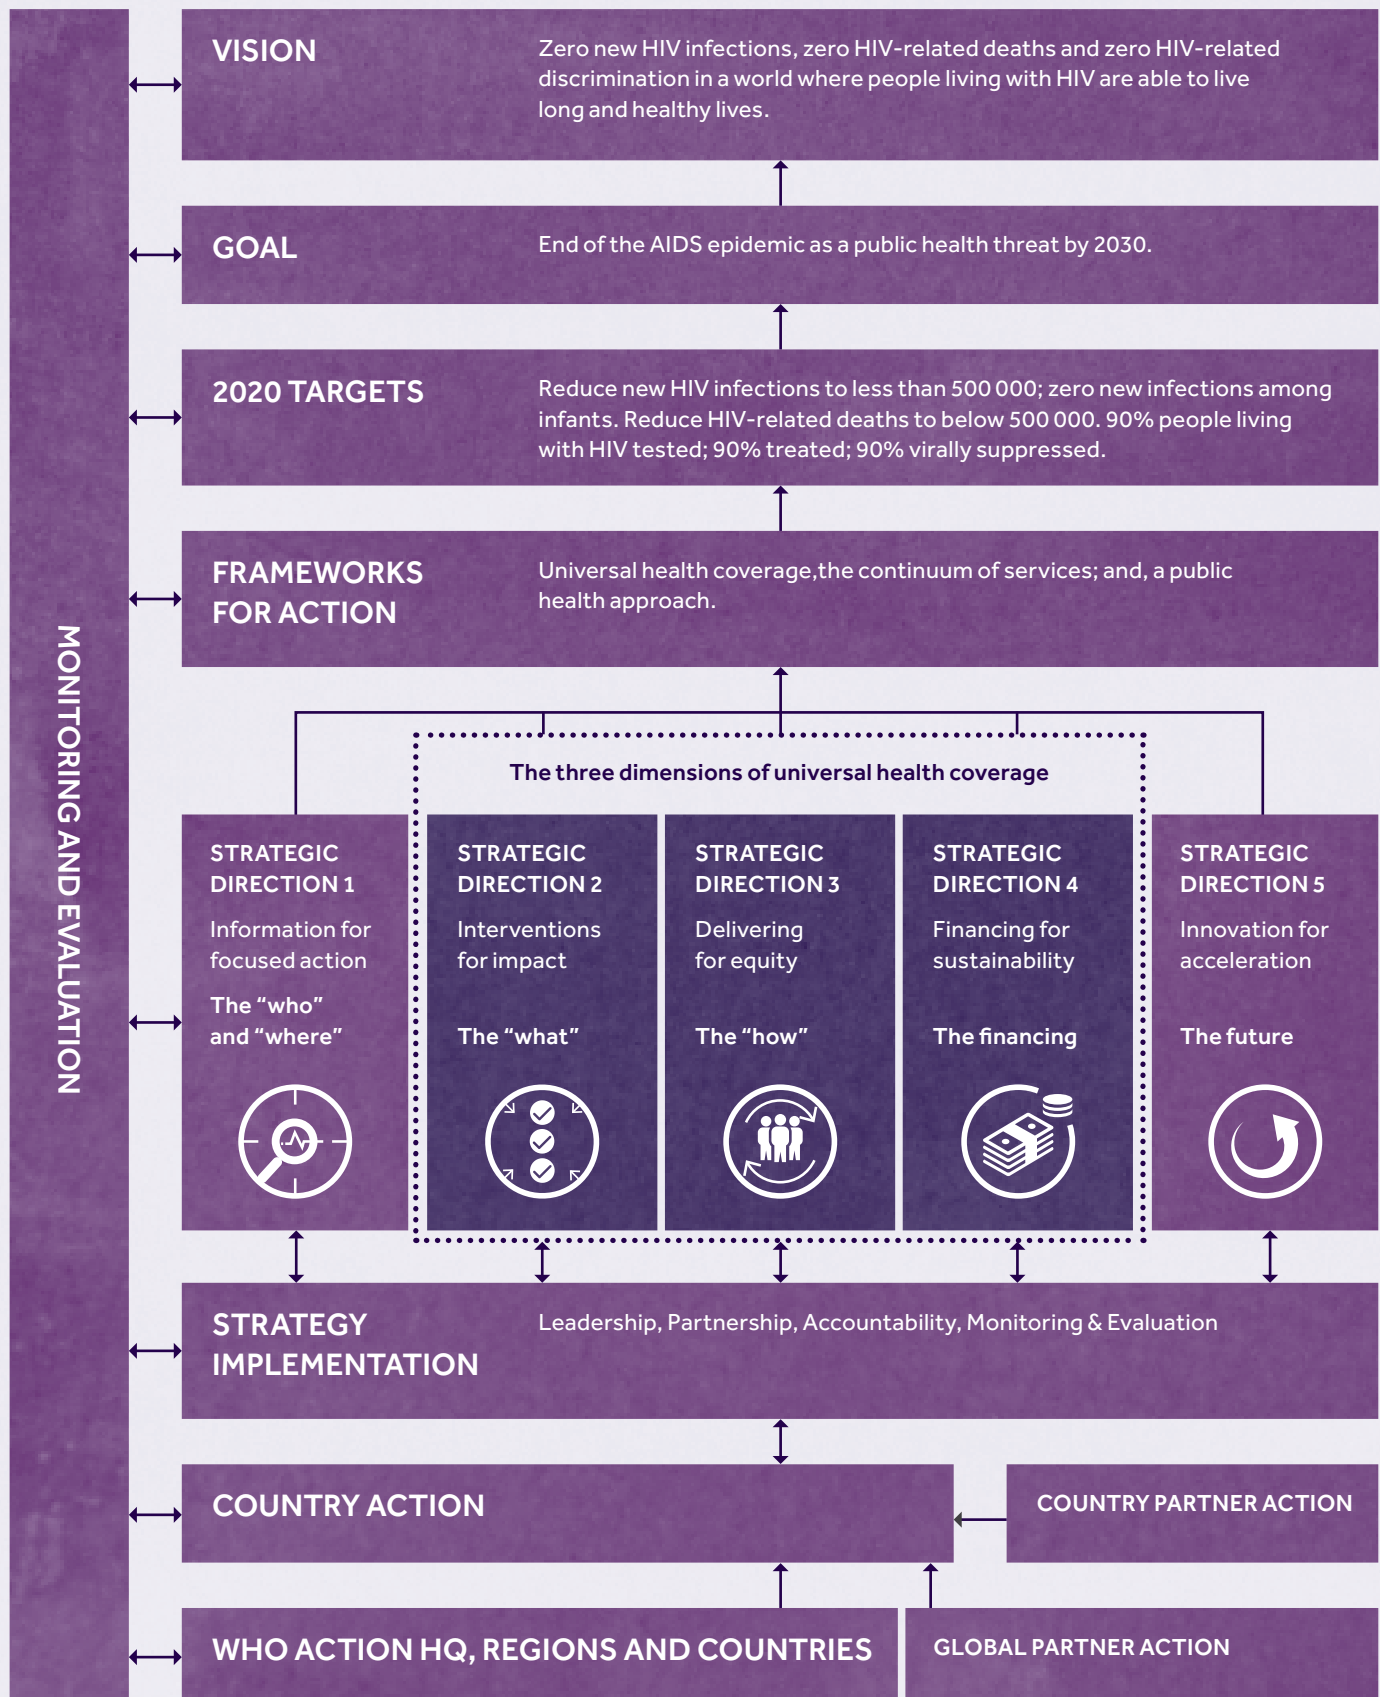 MONITORING AND EVALUATION
VISION
Zero new HIV infections, zero HIV-related deaths and zero HIV-related
discrimination in a world where people living with HIV are able to live
long and healthy lives.
GOAL
End of the AIDS epidemic as a public health threat by 2030.
2020 TARGETS
Reduce new HIV infections to less than 500 000; zero new infections among
infants. Reduce HIV-related deaths to below 500 000. 90% people living
with HIV tested; 90% treated; 90% virally suppressed.
FRAMEWORKS
FOR ACTION
Universal health coverage,the continuum of services; and, a public
health approach.
The three dimensions of universal health coverage
STRATEGIC
DIRECTION 1
Information for
focused action
The “who”
and “where”
STRATEGIC
DIRECTION 2
Interventions
for impact
The “what”
STRATEGIC
DIRECTION 3
Delivering
for equity
The “how”
STRATEGIC
DIRECTION 4
Financing for
sustainability
The financing
STRATEGIC
DIRECTION 5
Innovation for
acceleration
The future
STRATEGY
IMPLEMENTATION
Leadership, Partnership, Accountability, Monitoring & Evaluation
COUNTRY ACTION
COUNTRY PARTNER ACTION
WHO ACTION HQ, REGIONS AND COUNTRIES
GLOBAL PARTNER ACTION